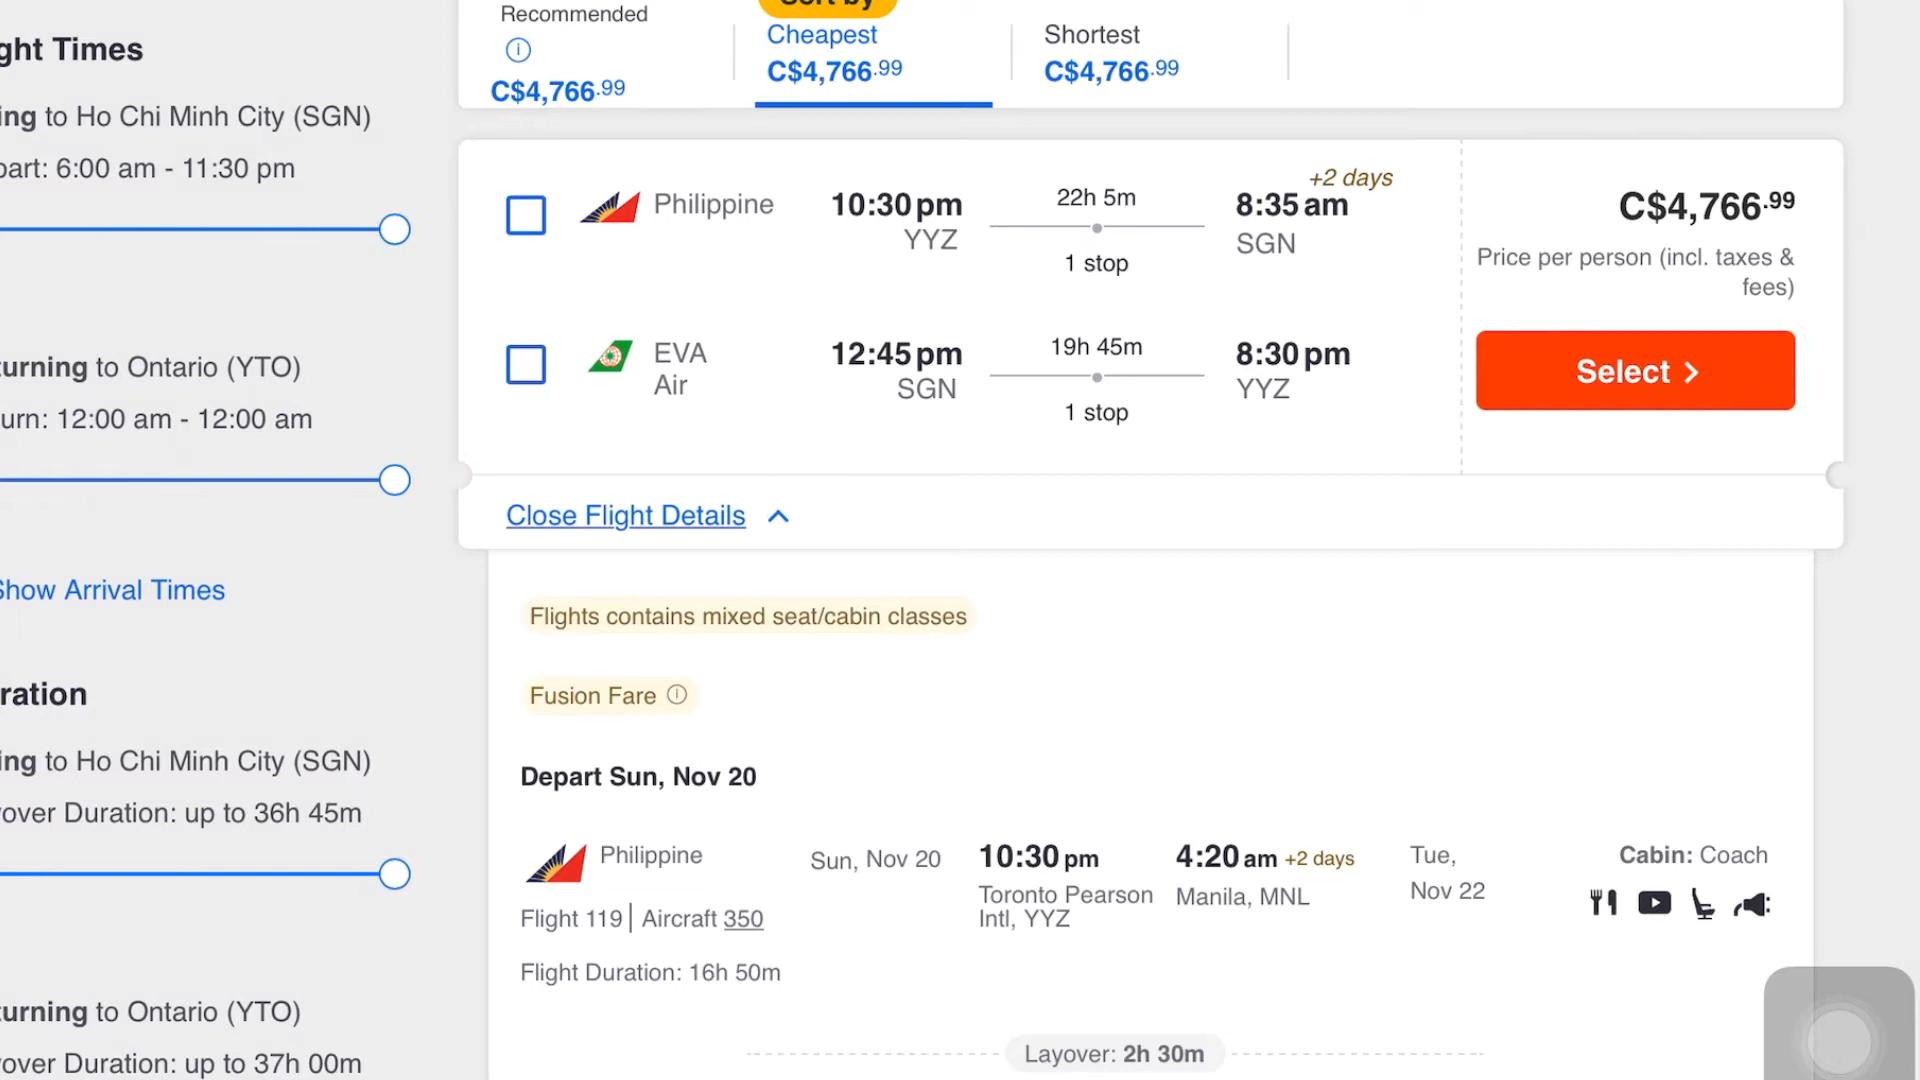 Recommended
C$4,766.99
Sort by
Cheapest
C$4,766.99
Shortest
C$4,766.99
ght Times
ing to Ho Chi Minh City (SGN)
part: 6:00 am - 11:30 pm
turning to Ontario (YTO)
urn: 12:00 am - 12:00 am
Show Arrival Times
ration
ing to Ho Chi Minh City (SGN)
over Duration: up to 36h 45m
turning to Ontario (YTO)
over Duration: up to 37h 00m
Philippine
10:30 pm
YYZ
22h 5m
1 stop
+2 days
8:35 am
SGN
EVA
Air
12:45 pm
SGN
19h 45m
1 stop
8:30 pm
YYZ
C$4,766.99
Price per person (incl. taxes &
fees)
Select
Close Flight Details
Flights contains mixed seat/cabin classes
Fusion Fare
Depart Sun, Nov 20
Philippine
Flight 119 | Aircraft 350
Flight Duration: 16h 50m
Sun, Nov 20
10:30 pm
Toronto Pearson
Intl, YYZ
4:20 am +2 days
Manila, MNL
Tue,
Nov 22
Cabin: Coach
Layover: 2h 30m